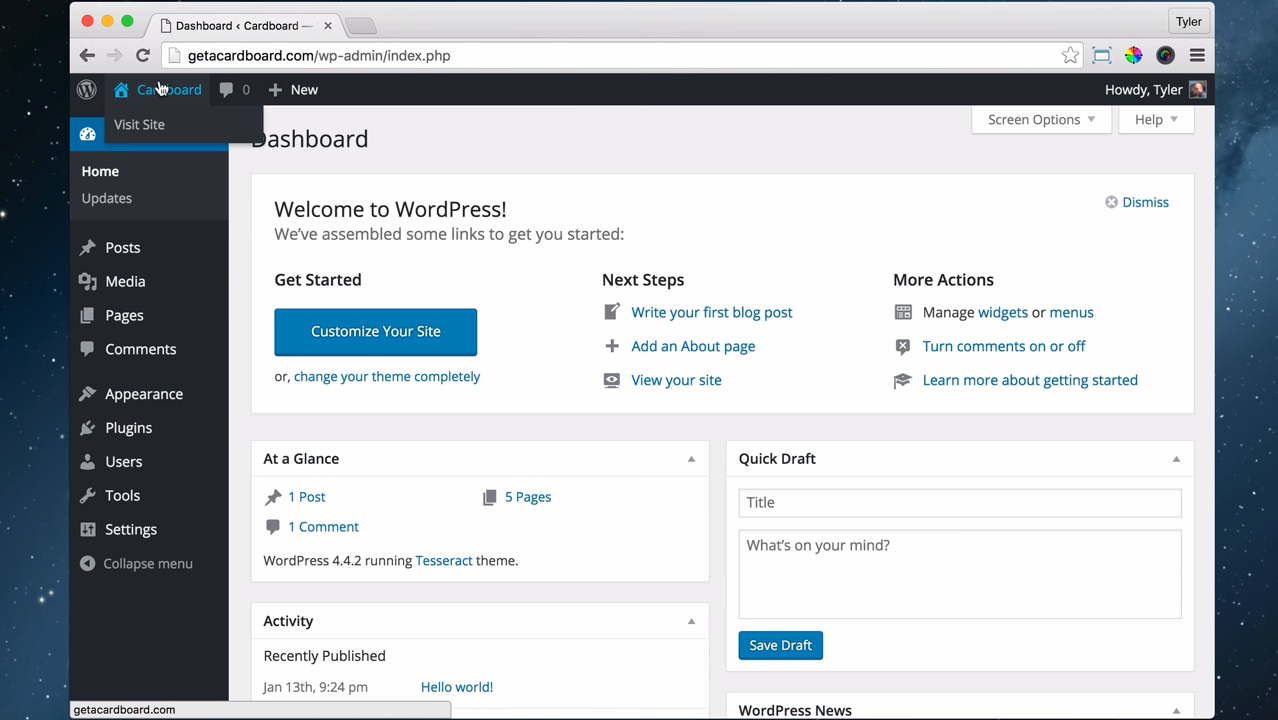 Dashboard ‹ Cardboard —
Tyler
getacardboard.com/wp-admin/index.php
Cardboard
0
New
Howdy, Tyler
Visit Site
Dashboard
Screen Options
Help
Home
Updates
Posts
Media
Pages
Comments
Appearance
Plugins
Users
Tools
Settings
Collapse menu
Welcome to WordPress!
We've assembled some links to get you started:
Dismiss
Get Started
Customize Your Site
or, change your theme completely
Next Steps
Write your first blog post
Add an About page
View your site
More Actions
Manage widgets or menus
Turn comments on or off
Learn more about getting started
At a Glance
1 Post
5 Pages
1 Comment
WordPress 4.4.2 running Tesseract theme.
Activity
Recently Published
Jan 13th, 9:24 pm
Hello world!
Quick Draft
Title
What's on your mind?
Save Draft
WordPress News
getacardboard.com